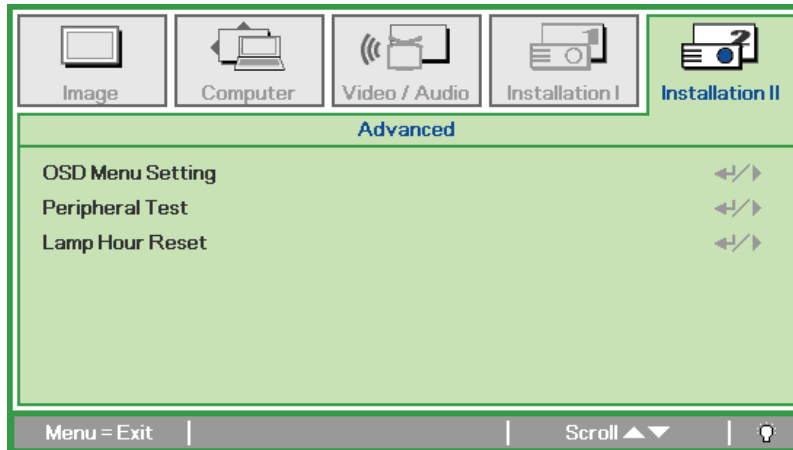 Image
Computer
Video / Audio
Installation I
Installation II
Advanced
OSD Menu Setting
Peripheral Test
Lamp Hour Reset
Menu = Exit
Scroll ▲▼